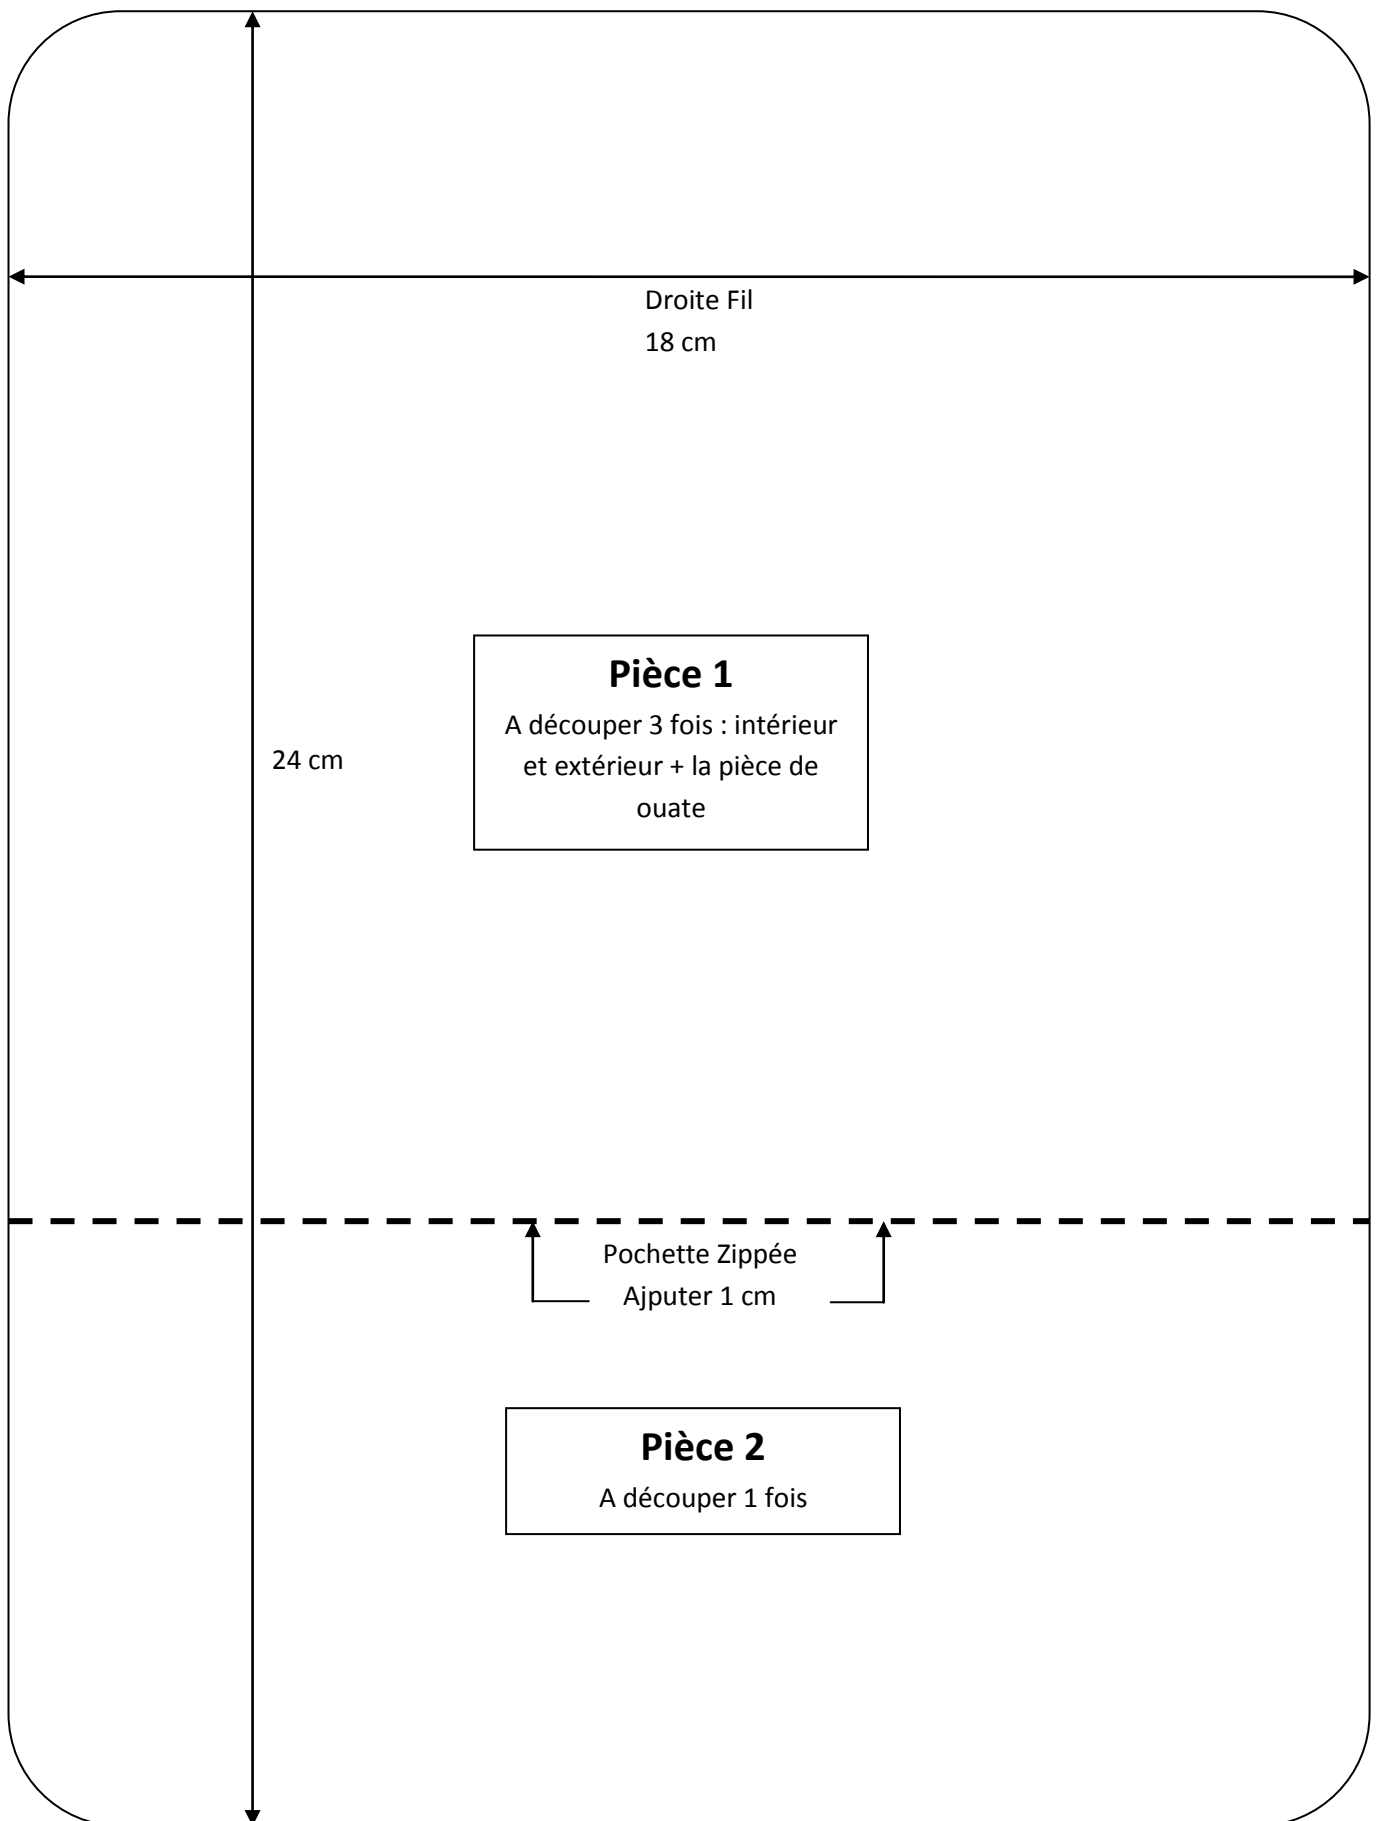 Droite Fil
18 cm
Pièce 1
A découper 3 fois : intérieur
et extérieur + la pièce de
ouate
24 cm
Pochette Zippée
Ajputer 1 cm
Pièce 2
A découper 1 fois